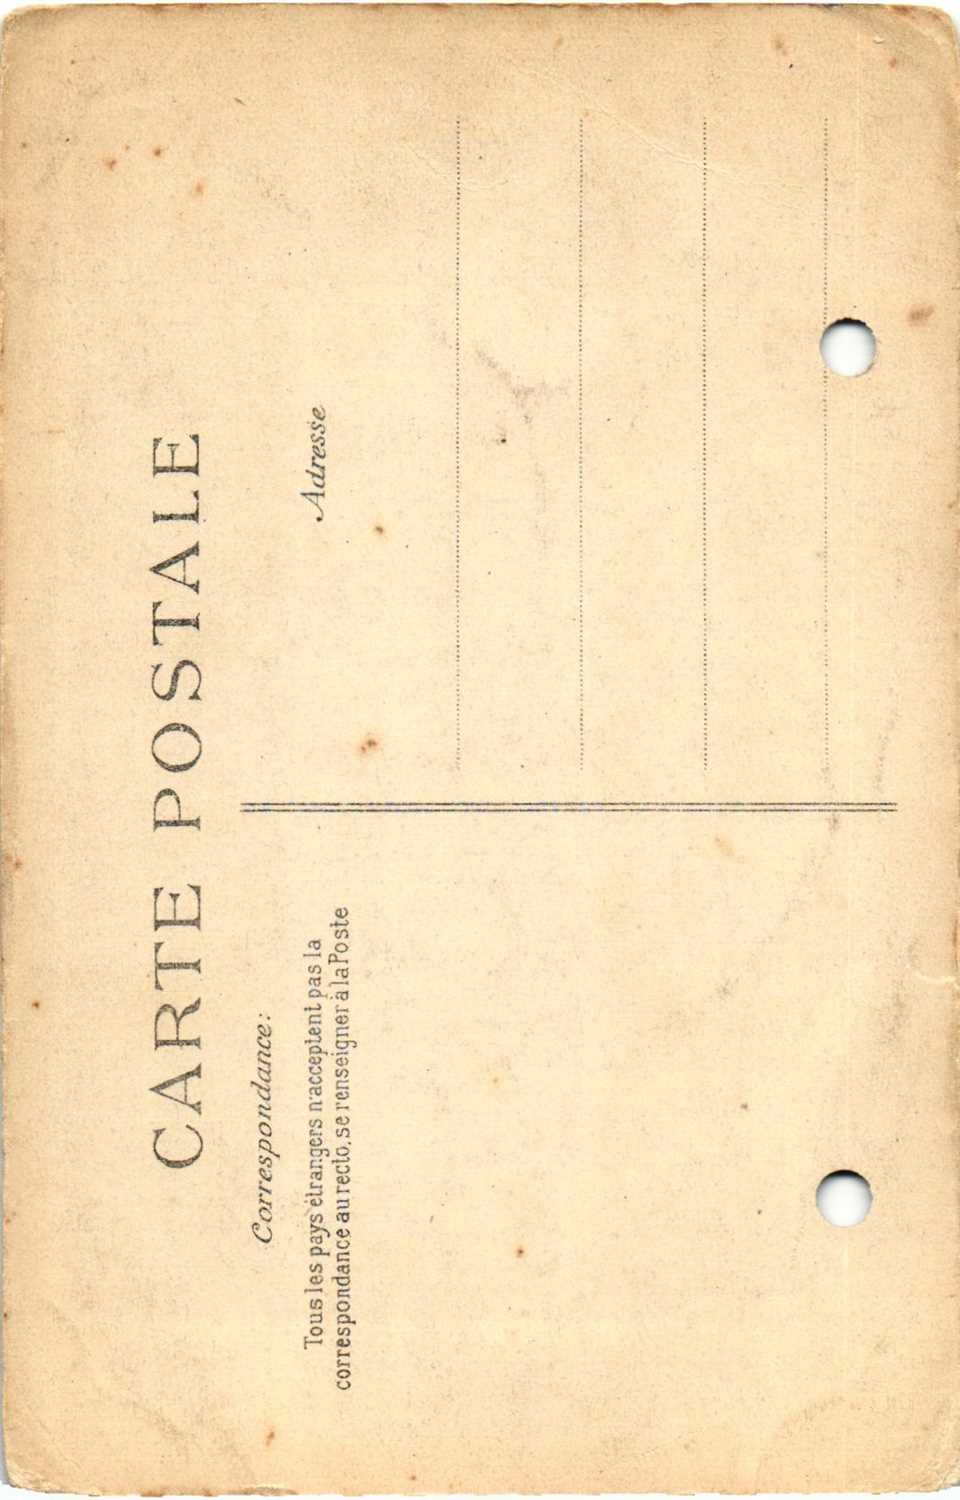 CARTE POSTALE
Correspondance:
Tous les pays étrangers n'acceptent pas la
correspondance au recto, se renseigner à la Poste
Adresse